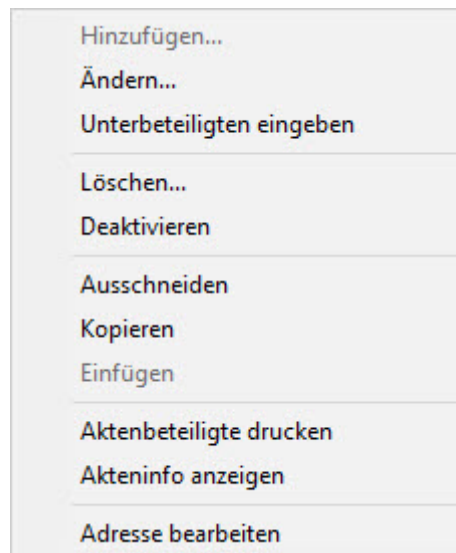 Hinzufügen...
Ändern...
Unterbeteiligten eingeben
Löschen...
Deaktivieren
Ausschneiden
Kopieren
Einfügen
Aktenbeteiligte drucken
Akteninfo anzeigen
Adresse bearbeiten